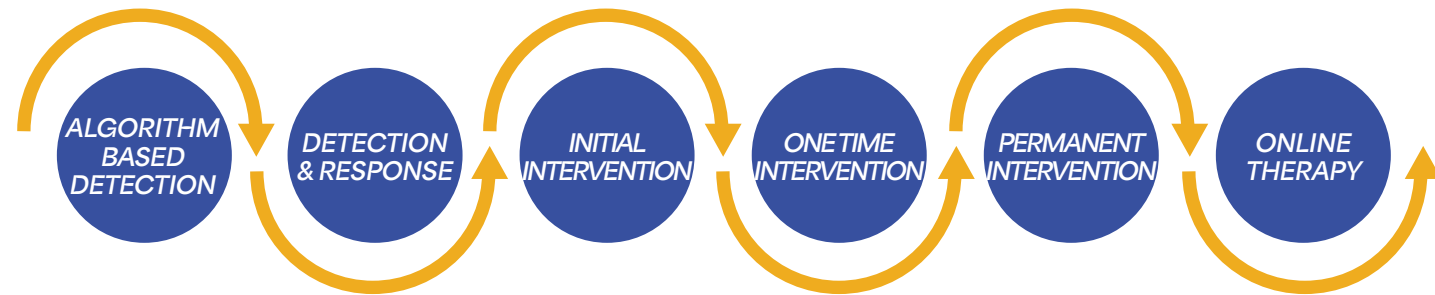 ALGORITHM
BASED
DETECTION
DETECTION
& RESPONSE
INITIAL
INTERVENTION
ONE TIME
INTERVENTION
PERMANENT
INTERVENTION
ONLINE
THERAPY